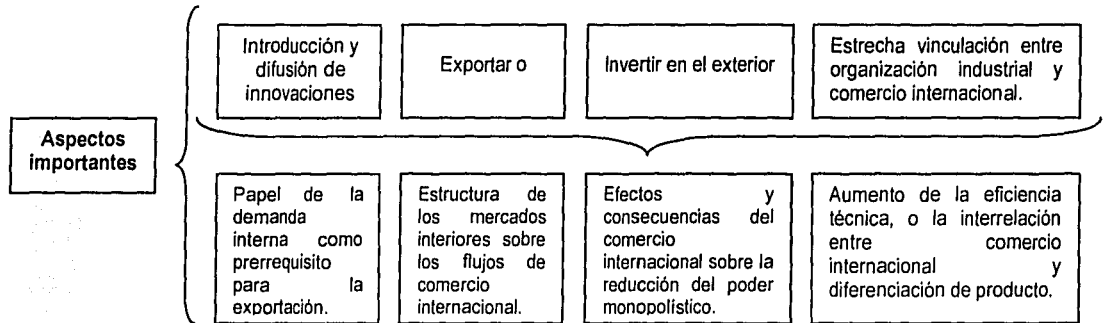 Aspectos
importantes
Introducción y
difusión de
innovaciones
Exportar o
Invertir en el exterior
Estrecha vinculación entre
organización industrial y
comercio internacional.
Papel de la
demanda
interna como
prerrequisito
para la
exportación.
Estructura de
los mercados
interiores sobre
los flujos de
comercio
internacional.
Efectos y
consecuencias del
comercio
internacional sobre la
reducción del poder
monopolístico.
Aumento de la eficiencia
técnica, o la interrelación
entre comercio
internacional y
diferenciación de producto.